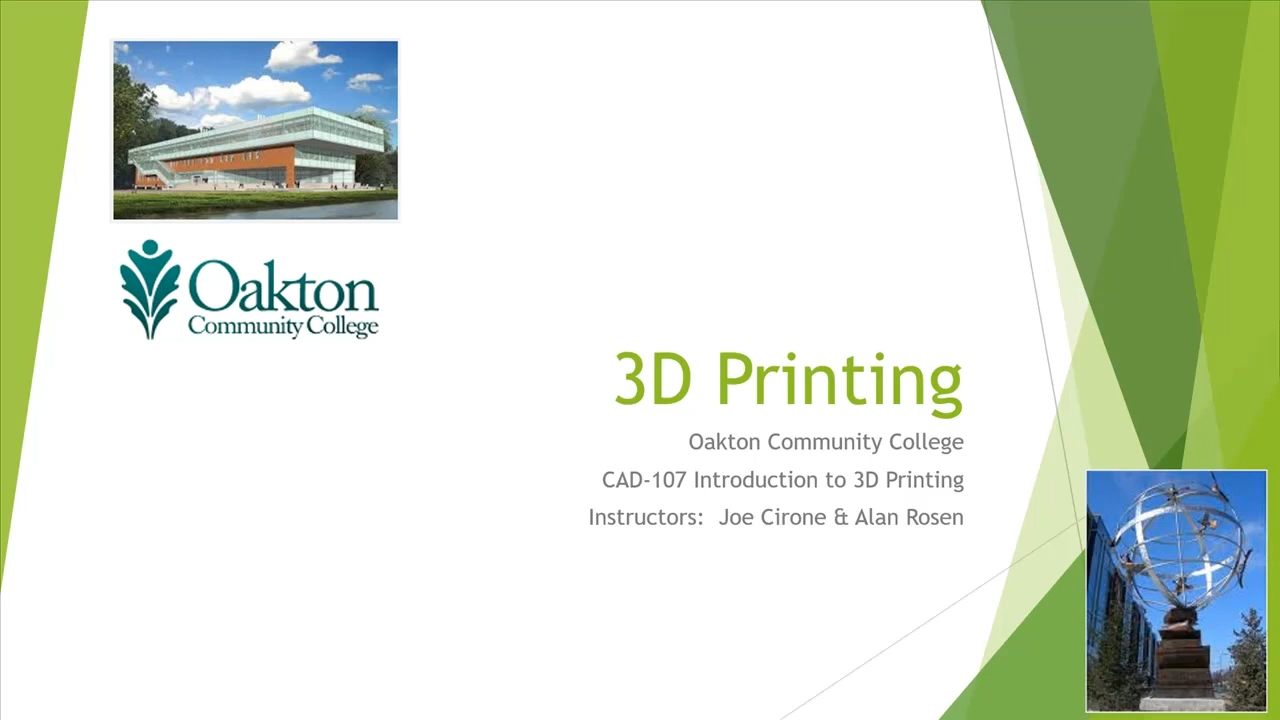 Oakton
Community College
3D Printing
Oakton Community College
CAD-107 Introduction to 3D Printing
Instructors:  Joe Cirone & Alan Rosen